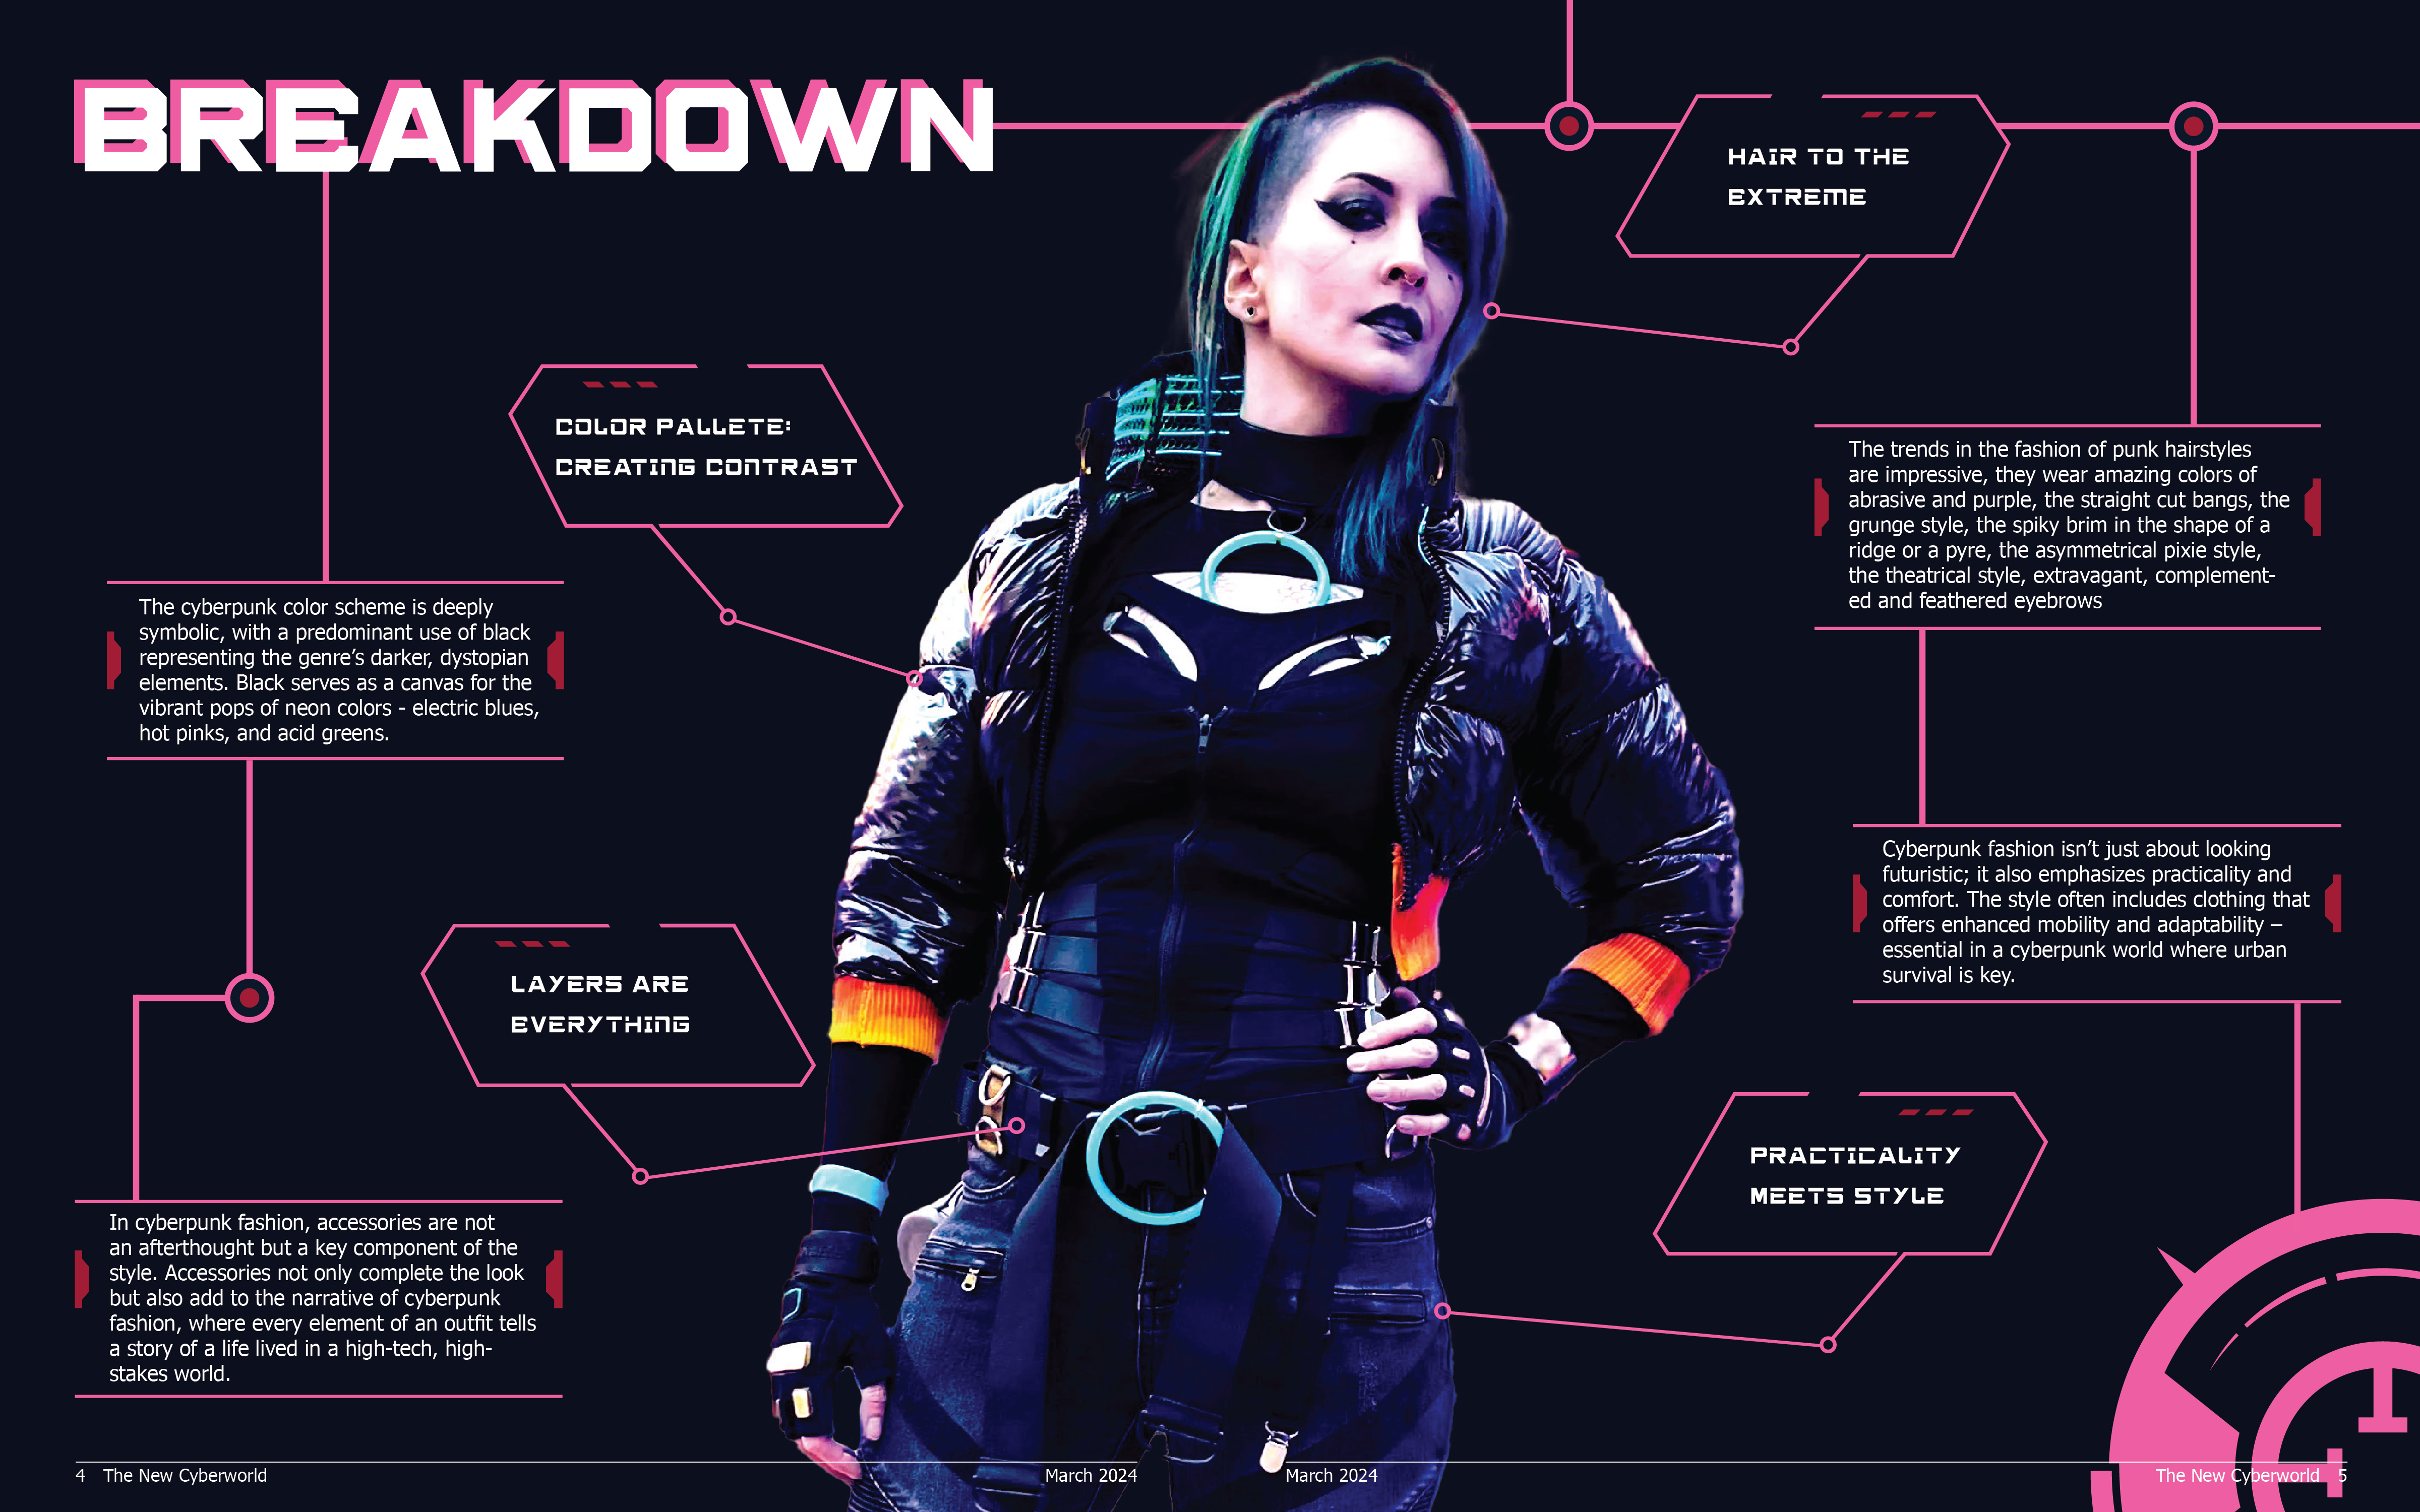 BREAKDOWN
HAIR TO THE
EXTREME
COLOR PALLETE:
CREATING CONTRAST
The trends in the fashion of punk hairstyles
are impressive, they wear amazing colors of
abrasive and purple, the straight cut bangs, the
grunge style, the spiky brim in the shape of a
ridge or a pyre, the asymmetrical pixie style,
the theatrical style, extravagant, complement-
ed and feathered eyebrows
The cyberpunk color scheme is deeply
symbolic, with a predominant use of black
representing the genre’s darker, dystopian
elements. Black serves as a canvas for the
vibrant pops of neon colors - electric blues,
hot pinks, and acid greens.
Cyberpunk fashion isn’t just about looking
futuristic; it also emphasizes practicality and
comfort. The style often includes clothing that
offers enhanced mobility and adaptability –
essential in a cyberpunk world where urban
survival is key.
LAYERS ARE
EVERYTHING
PRACTICALITY
MEETS STYLE
In cyberpunk fashion, accessories are not
an afterthought but a key component of the
style. Accessories not only complete the look
but also add to the narrative of cyberpunk
fashion, where every element of an outfit tells
a story of a life lived in a high-tech, high-
stakes world.
4 The New Cyberworld
March 2024
March 2024
The New Cyberworld 5